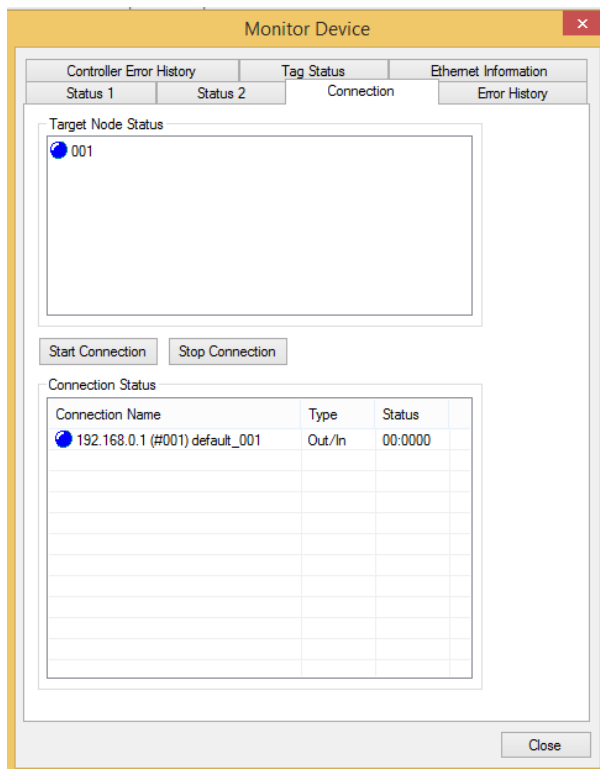 Monitor Device
Controller Error History Tag Status Ethernet Information
Status 1 Status 2 Connection Error History
Target Node Status
001
Start Connection Stop Connection
Connection Status
Connection Name Type Status
192.168.0.1 (#001) default_001 Out/In 00:0000
Close